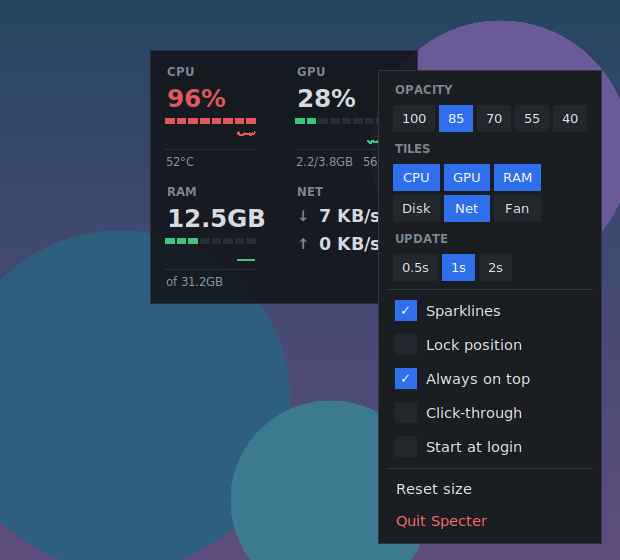 CPU GPU
96% 28%
52°C 2.2/3.8GB 56
RAM NET
12.5GB ↓ 7 KB/s
↑ 0 KB/s
of 31.2GB
OPACITY
100 85 70 55 40
TILES
CPU GPU RAM
Disk Net Fan
UPDATE
0.5s 1s 2s
✓ Sparklines
Lock position
✓ Always on top
Click-through
Start at login
Reset size
Quit Specter